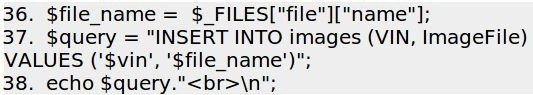 36.  $file_name =  $_FILES["file"]["name"];
37.  $query = "INSERT INTO images (VIN, ImageFile)
VALUES ('$vin', '$file_name')";
38.  echo $query."<br>\n";